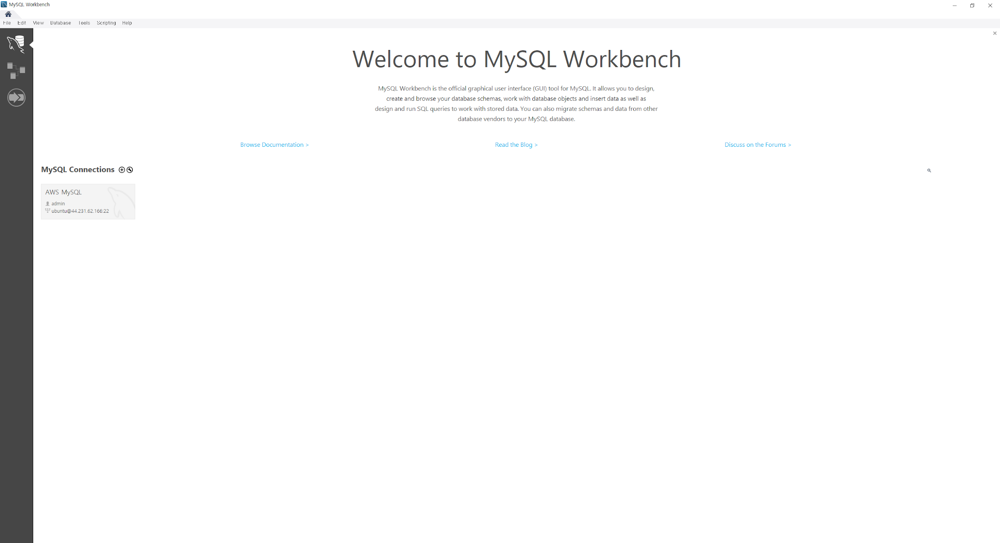 MySQL Workbench
File Edit View Database Tools Scripting Help
Welcome to MySQL Workbench
MySQL Workbench is the official graphical user interface (GUI) tool for MySQL. It allows you to design,
create and browse your database schemas, work with database objects and insert data as well as
design and run SQL queries to work with stored data. You can also migrate schemas and data from other
database vendors to your MySQL database.
Browse Documentation > Read the Blog > Discuss on the Forums >
MySQL Connections
AWS MySQL
admin
ubuntu@44.231.62.166:22